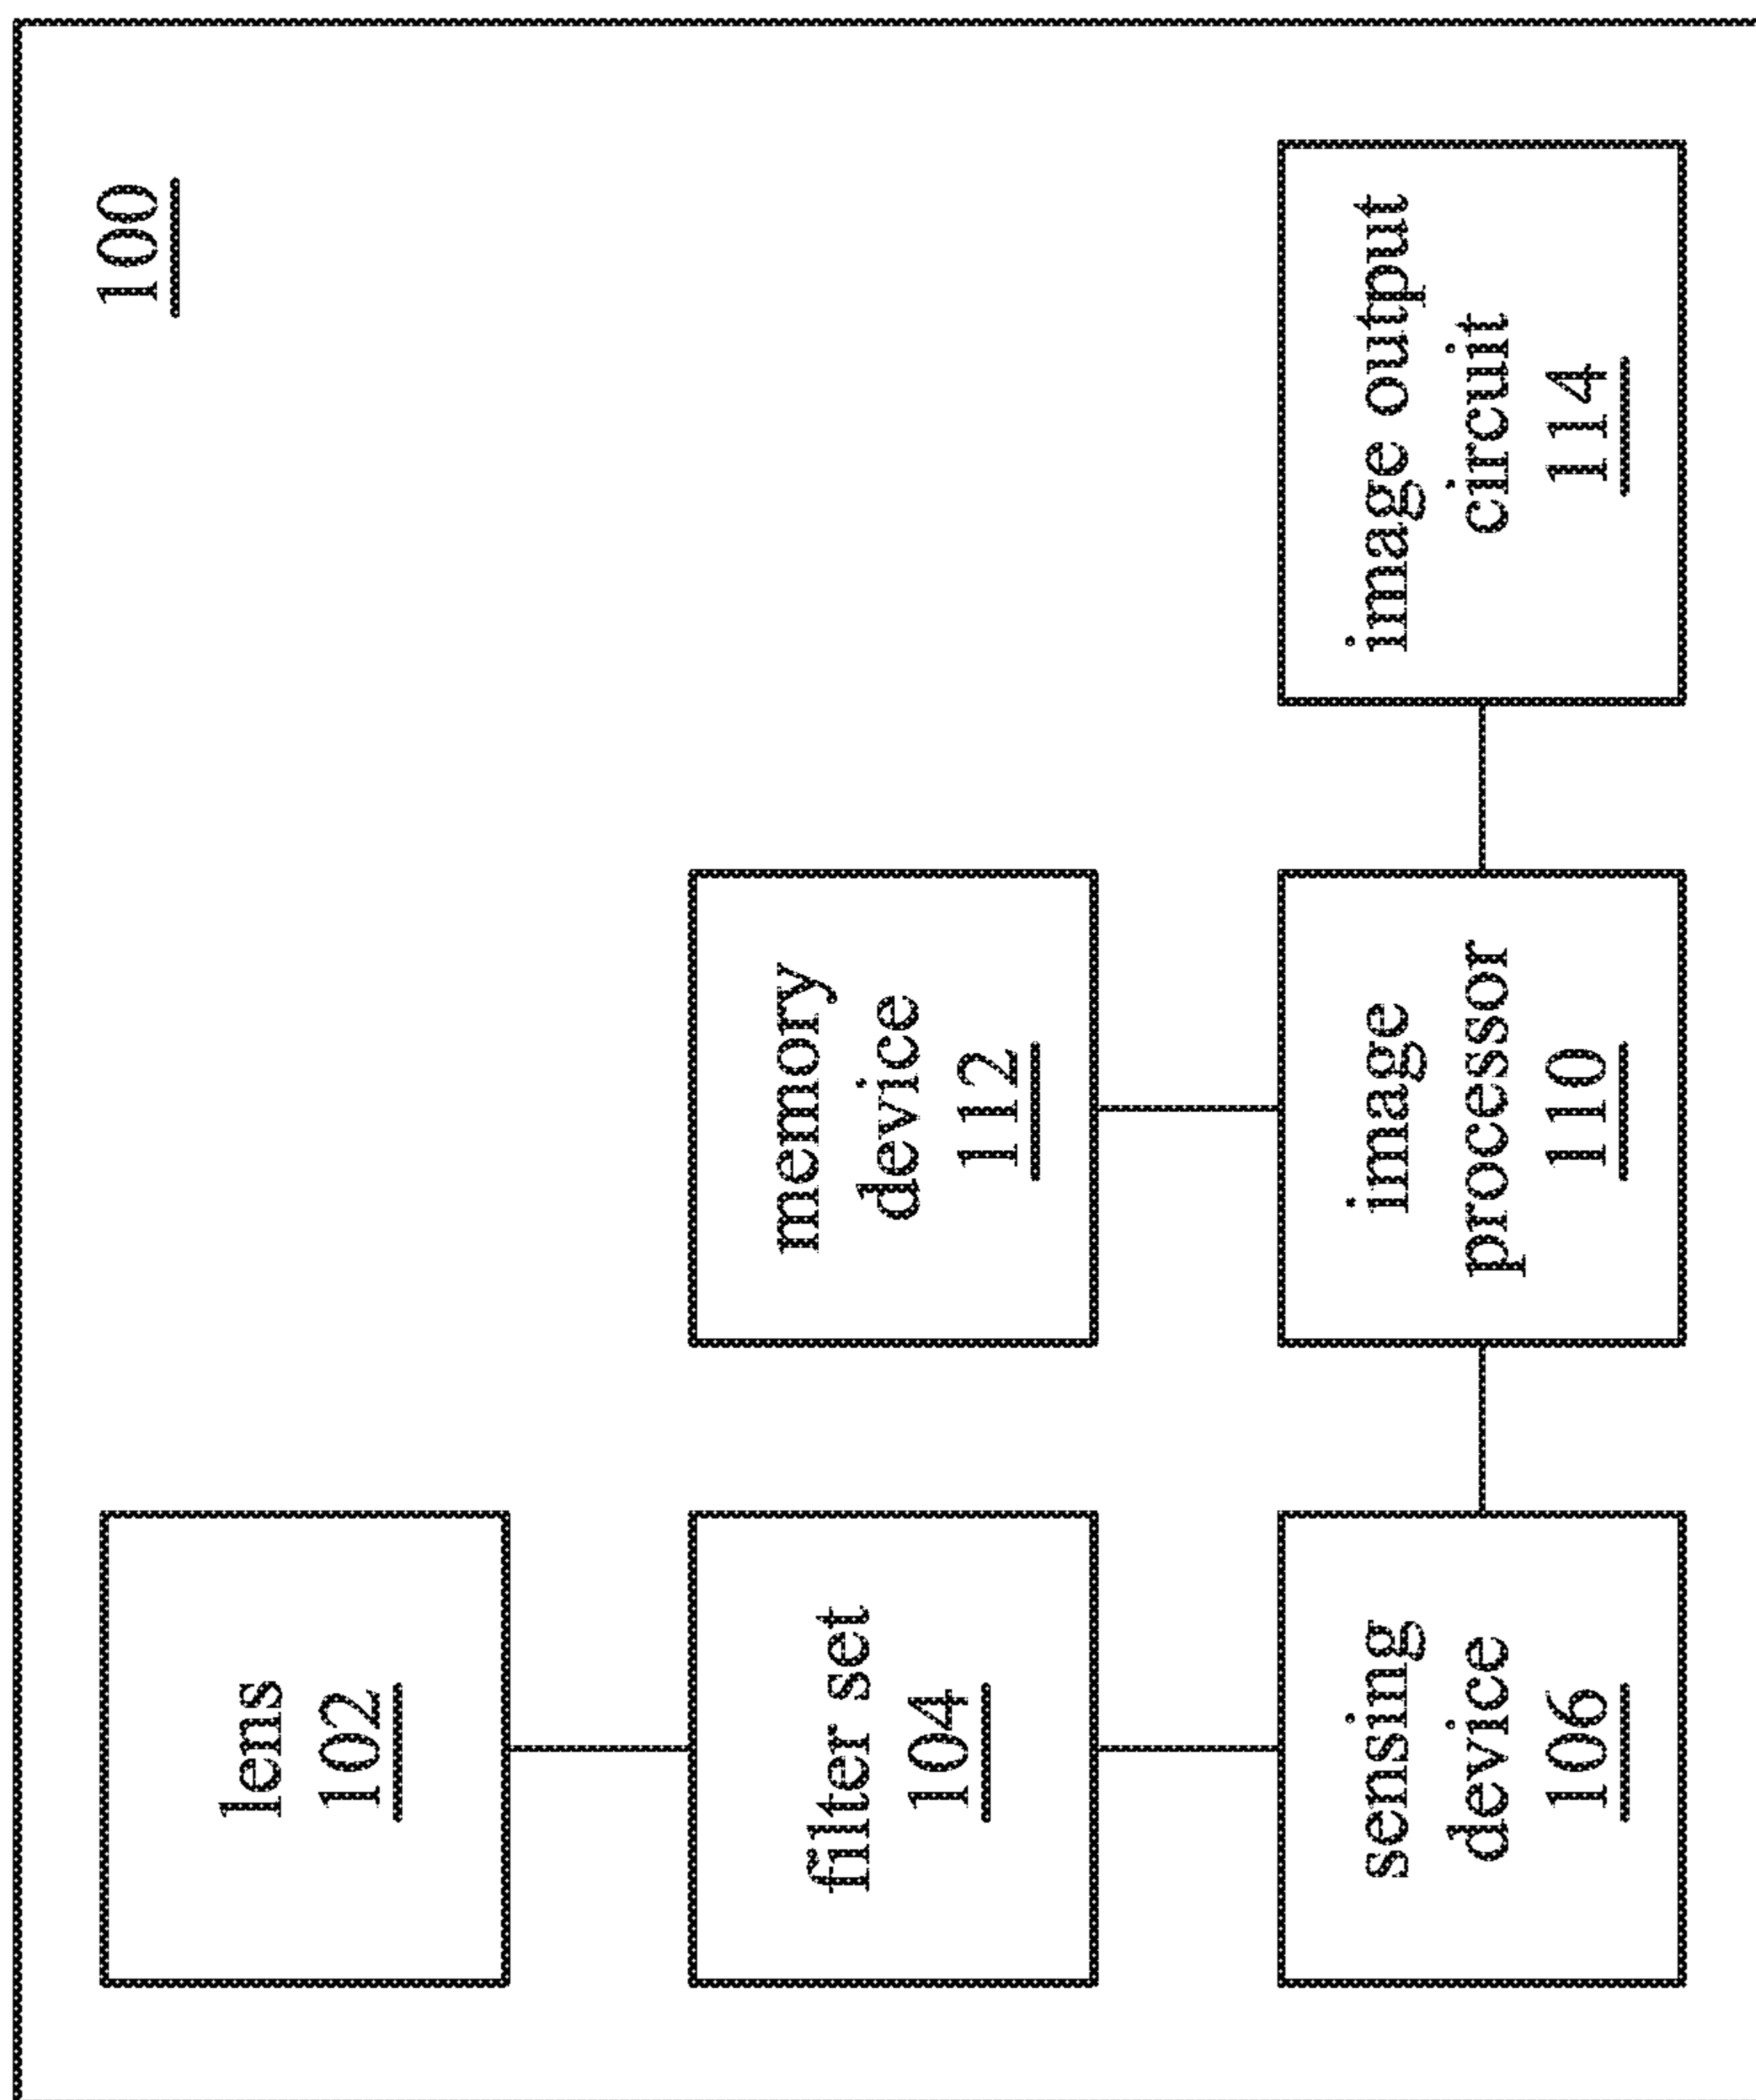 100
lens
102
filter set
104
sensing
device
106
memory
device
112
image
processor
110
image output
circuit
114